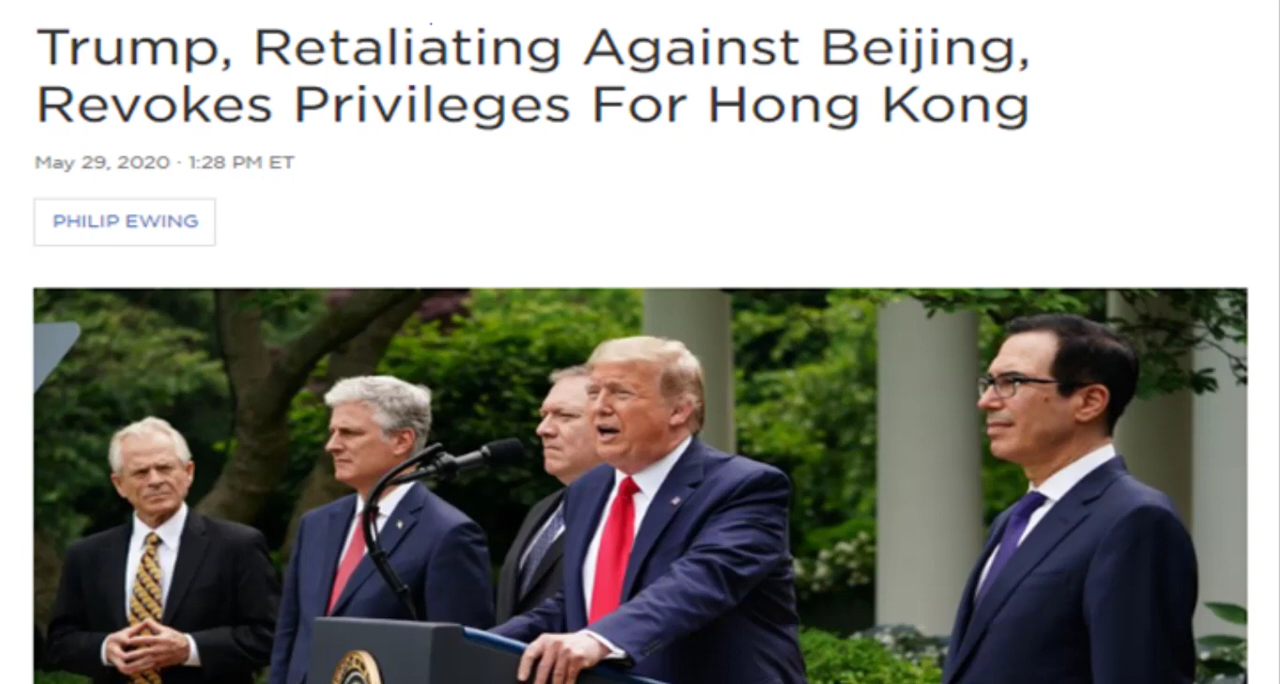 Trump, Retaliating Against Beijing,
Revokes Privileges For Hong Kong
May 29, 2020 · 1:28 PM ET
PHILIP EWING